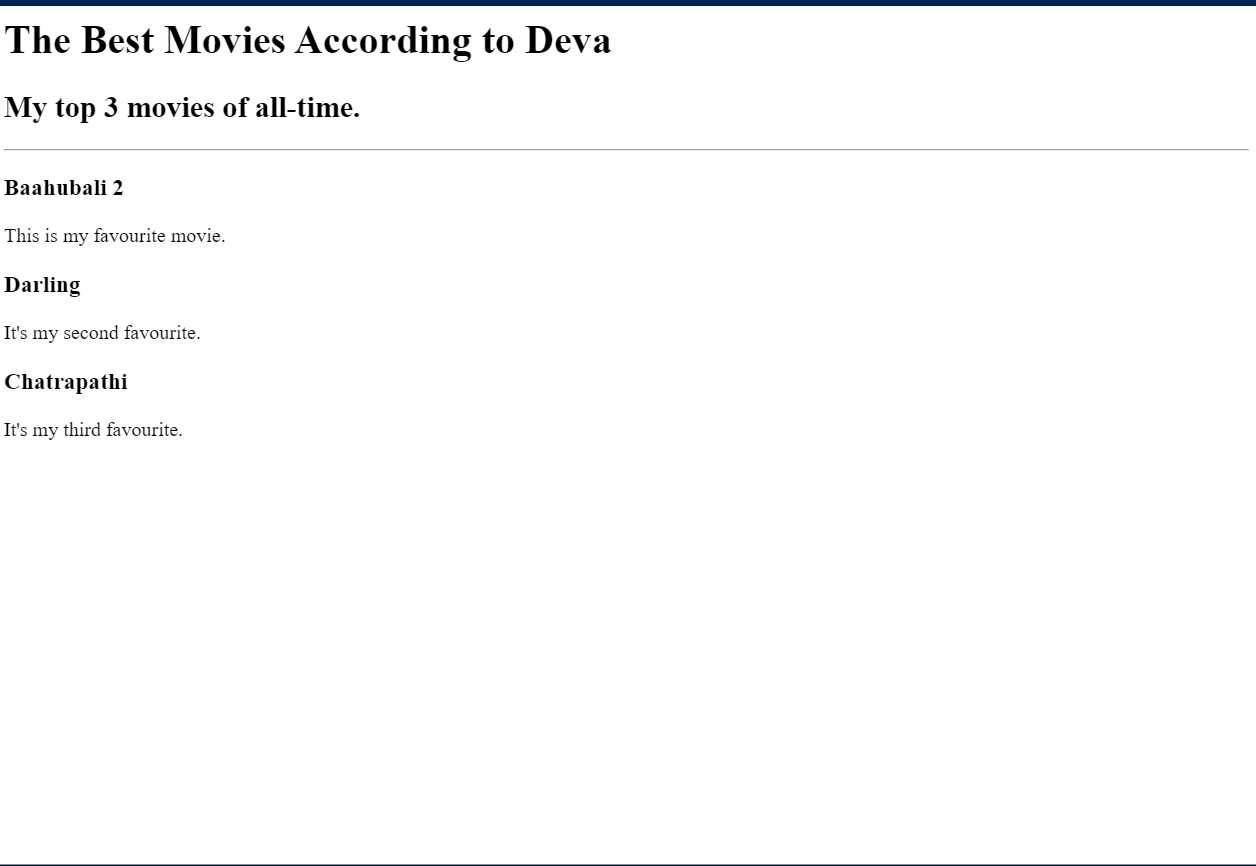 The Best Movies According to Deva
My top 3 movies of all-time.
Baahubali 2
This is my favourite movie.
Darling
It's my second favourite.
Chatrapathi
It's my third favourite.